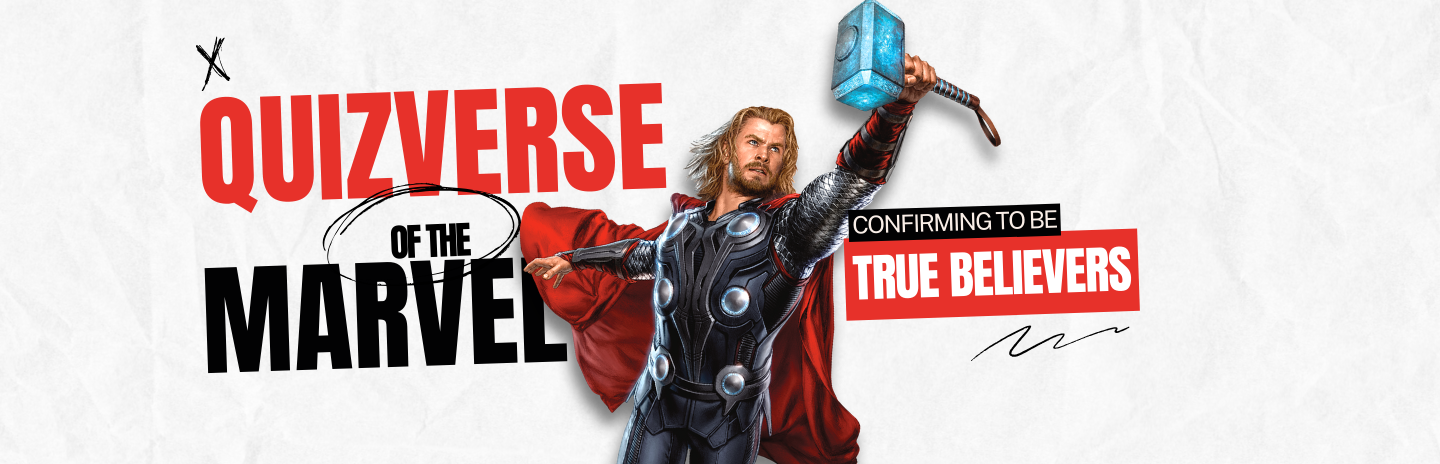 QUIZVERSE
OF THE
MARVEL
CONFIRMING TO BE
TRUE BELIEVERS